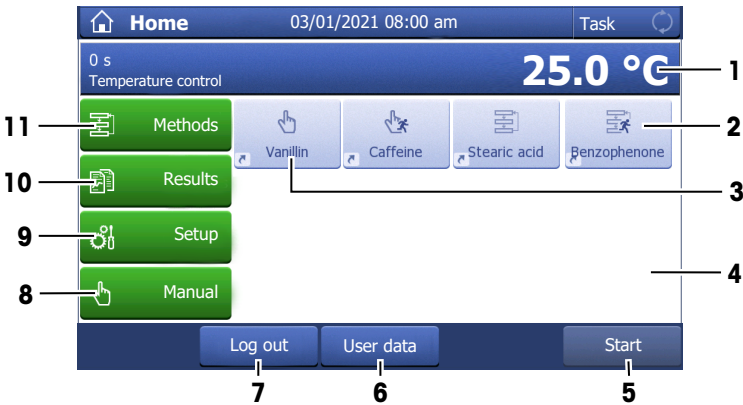 Home 03/01/2021 08:00 am Task
0 s
Temperature control 25.0 °C 1
11 Methods Vanillin Caffeine Stearic acid Benzophenone 2
10 Results 3
9 Setup
8 Manual 4
Log out User data Start
7 6 5